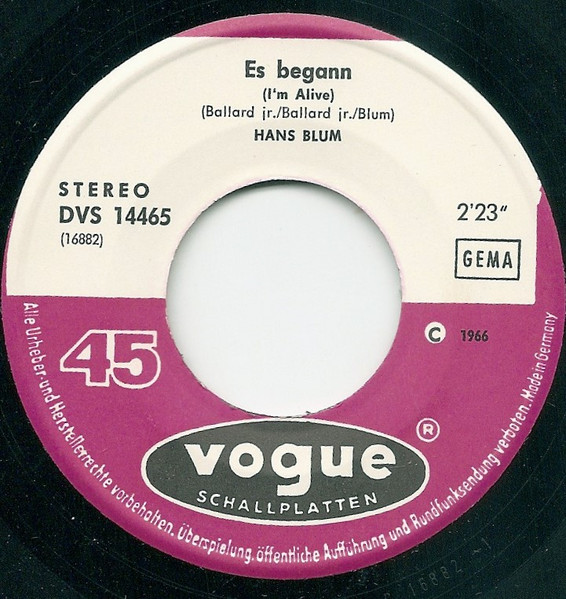 Es begann
(I'm Alive)
(Ballard jr./Ballard jr./Blum)
HANS BLUM
STEREO
DVS 14465
(16882)
2'23"
GEMA
45
C 1966
vogue ®
SCHALLPLATTEN
Alle Urheber-und Herstellerrechte vorbehalten. Überspielung, öffentliche Aufführung und Rundfunksendung verboten. Made in Germany